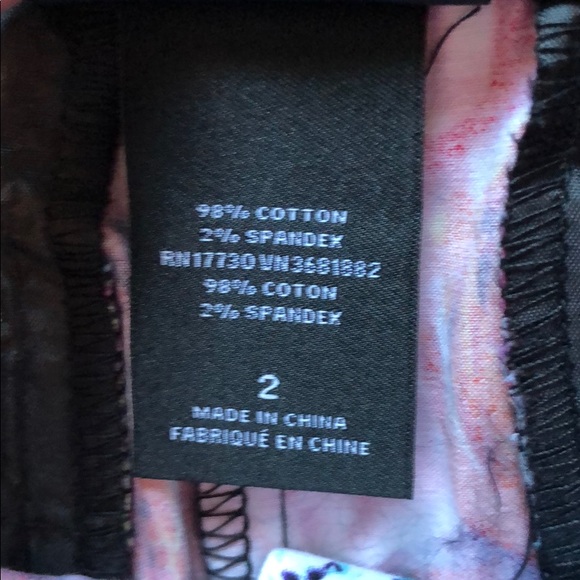 98% COTTON
2% SPANDEX
RN17730 VN3681882
98% COTON
2% SPANDEX
2
MADE IN CHINA
FABRIQUÉ EN CHINE